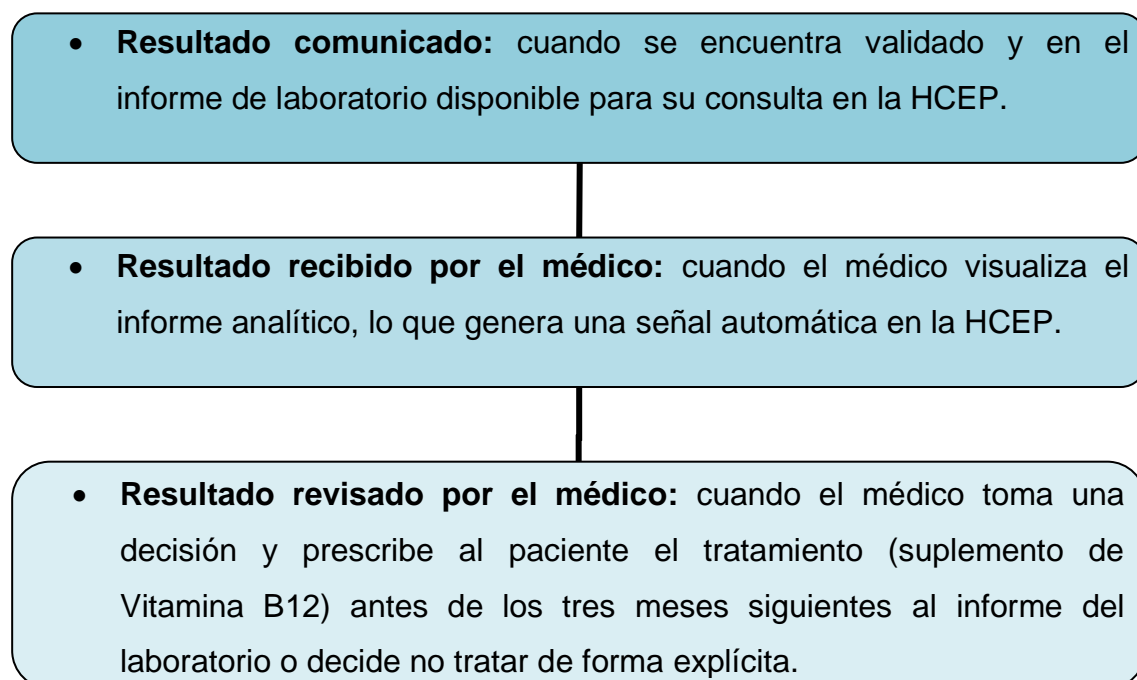 • Resultado comunicado: cuando se encuentra validado y en el
informe de laboratorio disponible para su consulta en la HCEP.
• Resultado recibido por el médico: cuando el médico visualiza el
informe analítico, lo que genera una señal automática en la HCEP.
• Resultado revisado por el médico: cuando el médico toma una
decisión y prescribe al paciente el tratamiento (suplemento de
Vitamina B12) antes de los tres meses siguientes al informe del
laboratorio o decide no tratar de forma explícita.